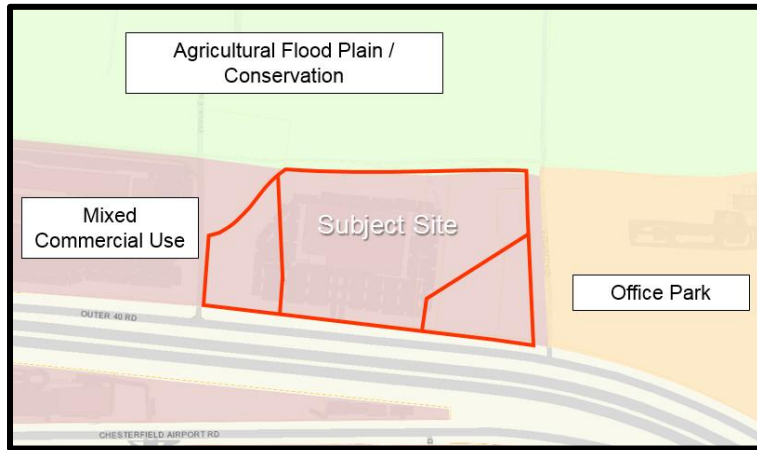 Agricultural Flood Plain /
Conservation
Mixed
Commercial Use
Subject Site
Office Park
OUTER 40 RD
CHESTERFIELD AIRPORT RD